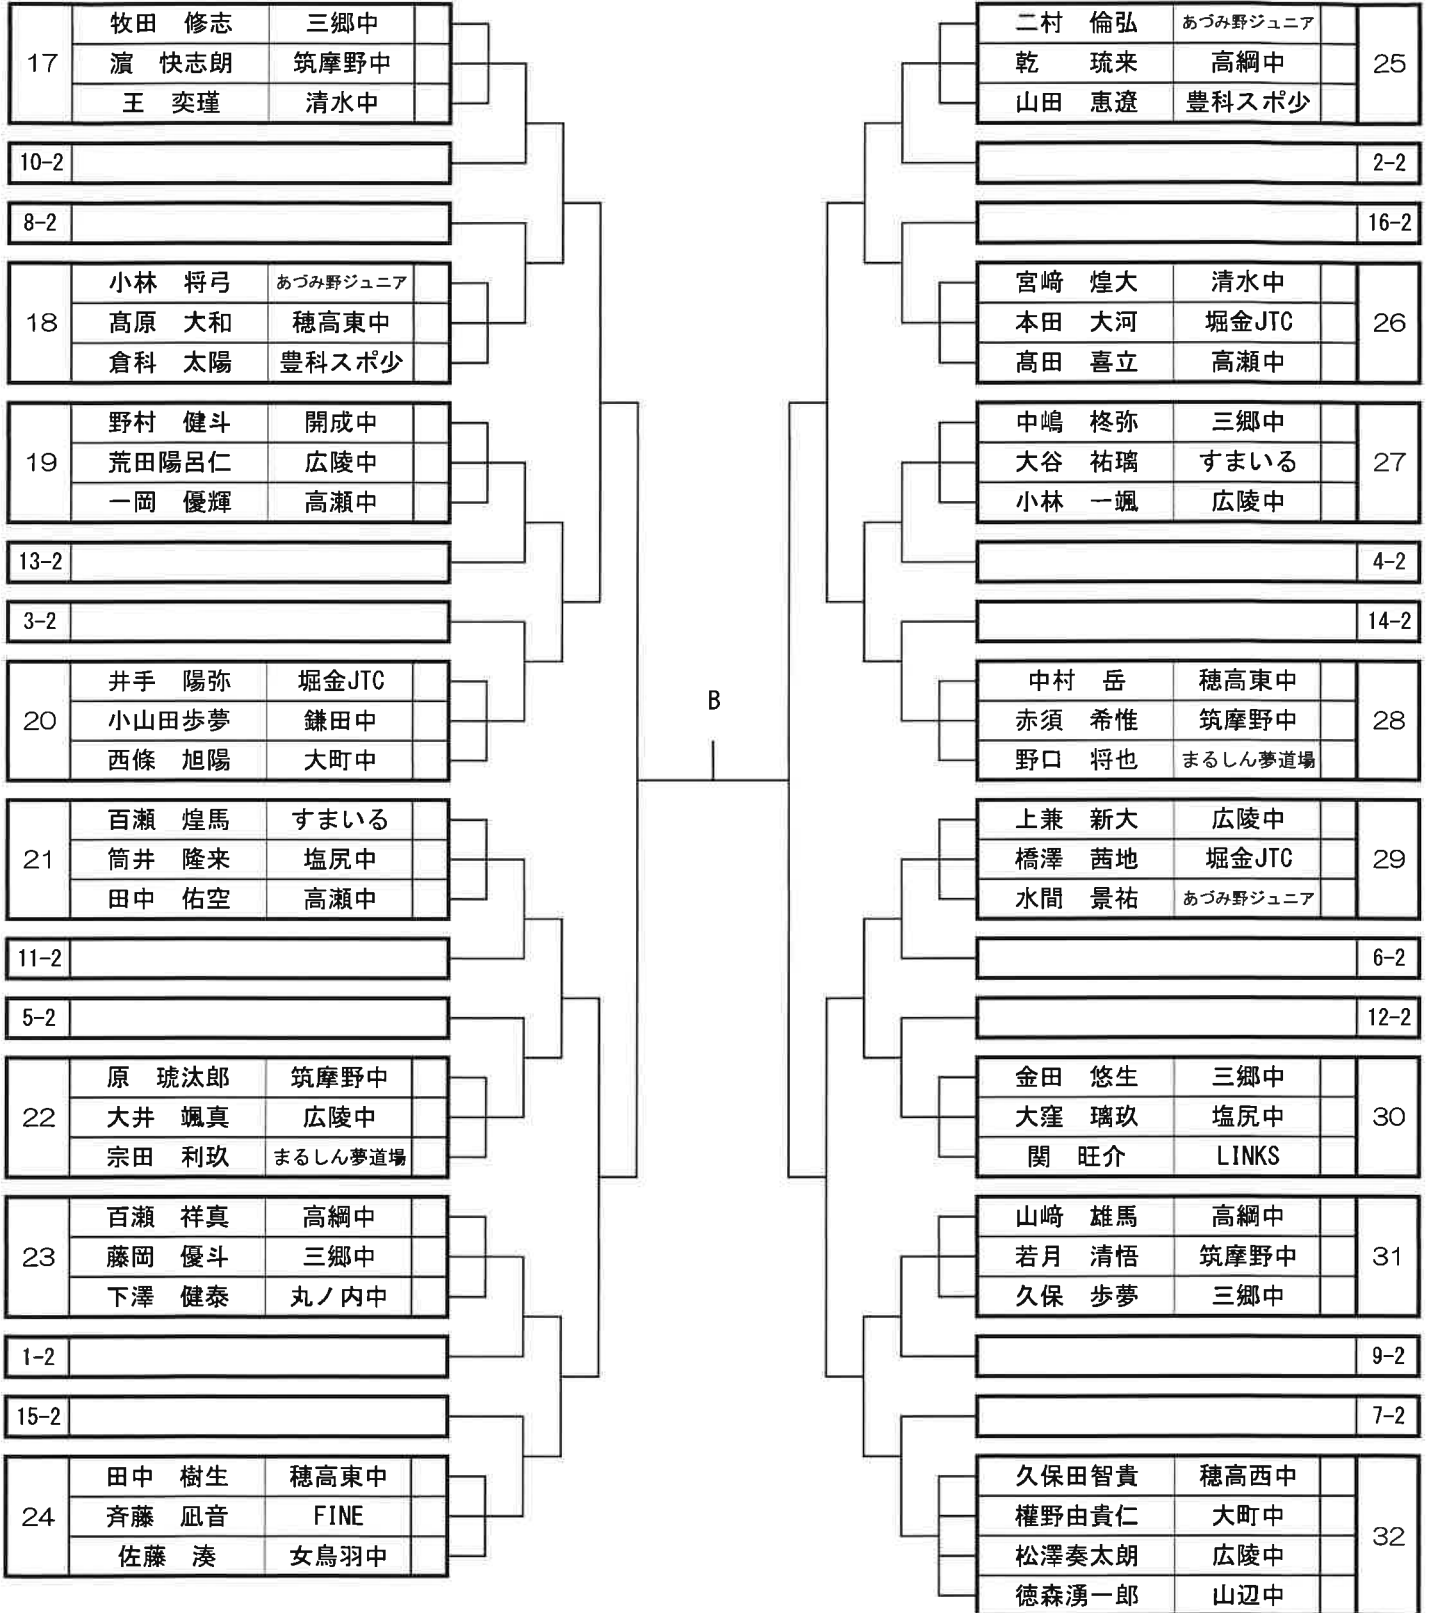 17
牧田　修志　三郷中
濵　快志朗　筑摩野中
王　奕瑾　清水中
10-2
8-2
18
小林　将弓　あづみ野ジュニア
髙原　大和　穂高東中
倉科　太陽　豊科スポ少
19
野村　健斗　開成中
荒田陽呂仁　広陵中
一岡　優輝　高瀬中
13-2
3-2
20
井手　陽弥　堀金JTC
小山田歩夢　鎌田中
西條　旭陽　大町中
21
百瀬　煌馬　すまいる
筒井　隆来　塩尻中
田中　佑空　高瀬中
11-2
5-2
22
原　琥汰郎　筑摩野中
大井　颯真　広陵中
宗田　利玖　まるしん夢道場
23
百瀬　祥真　高綱中
藤岡　優斗　三郷中
下澤　健泰　丸ノ内中
1-2
15-2
24
田中　樹生　穂高東中
斉藤　凪音　FINE
佐藤　湊　女鳥羽中
B
二村　倫弘　あづみ野ジュニア
乾　琉来　高綱中
山田　恵遼　豊科スポ少
25
2-2
16-2
宮﨑　煌大　清水中
本田　大河　堀金JTC
髙田　喜立　高瀬中
26
中嶋　柊弥　三郷中
大谷　祐璃　すまいる
小林　一颯　広陵中
27
4-2
14-2
中村　岳　穂高東中
赤須　希惟　筑摩野中
野口　将也　まるしん夢道場
28
上兼　新大　広陵中
橋澤　茜地　堀金JTC
水間　景祐　あづみ野ジュニア
29
6-2
12-2
金田　悠生　三郷中
大窪　璃玖　塩尻中
関　旺介　LINKS
30
山﨑　雄馬　高綱中
若月　清悟　筑摩野中
久保　歩夢　三郷中
31
9-2
7-2
久保田智貴　穂高西中
權野由貴仁　大町中
松澤奏太朗　広陵中
徳森湧一郎　山辺中
32